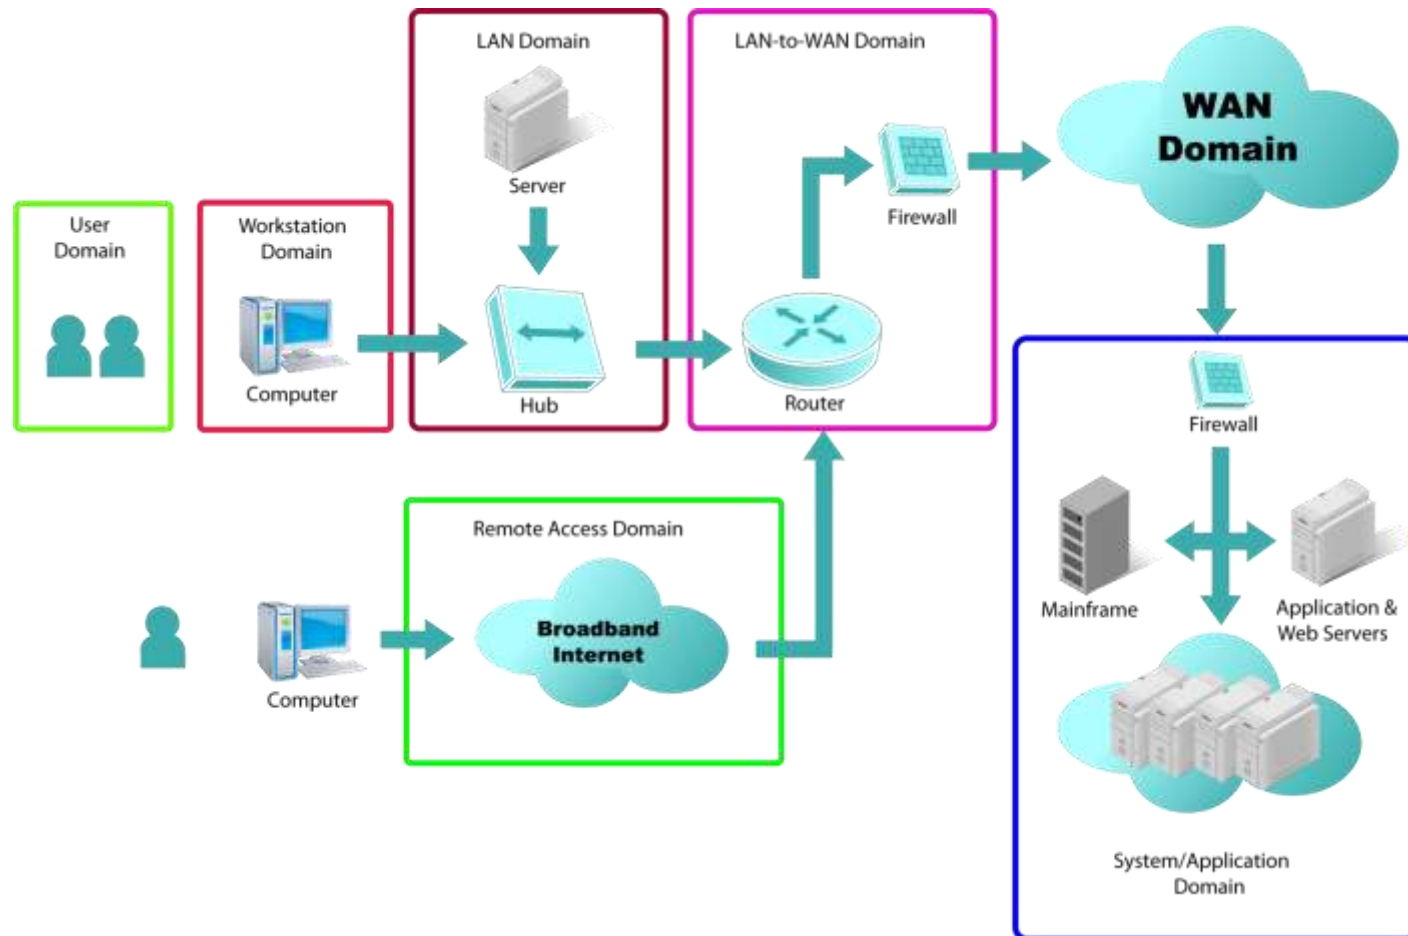 LAN Domain
LAN-to-WAN Domain
WAN
Domain
Server
Firewall
User
Domain
Workstation
Domain
Computer
Hub
Router
Firewall
Remote Access Domain
Broadband
Internet
Computer
Mainframe
Application &
Web Servers
System/Application
Domain